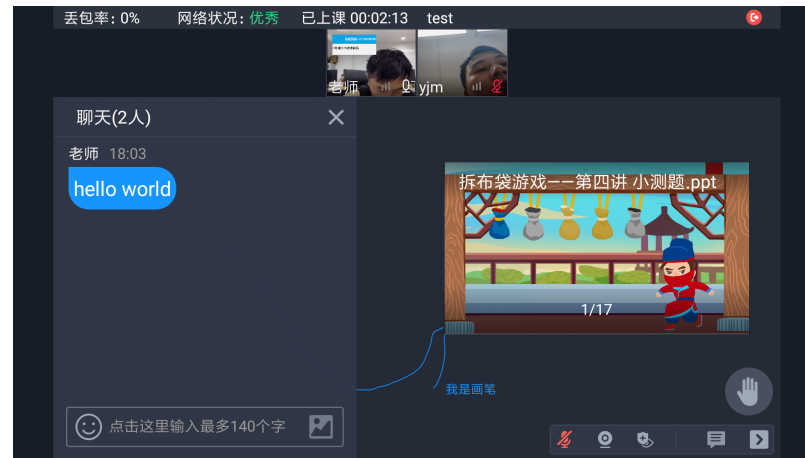 丢包率: 0% 网络状况: 优秀 已上课 00:02:13 test
老师
yjm
聊天(2人)
老师 18:03
hello world
拆布袋游戏——第四讲 小测题.ppt
1/17
我是画笔
点击这里输入最多140个字